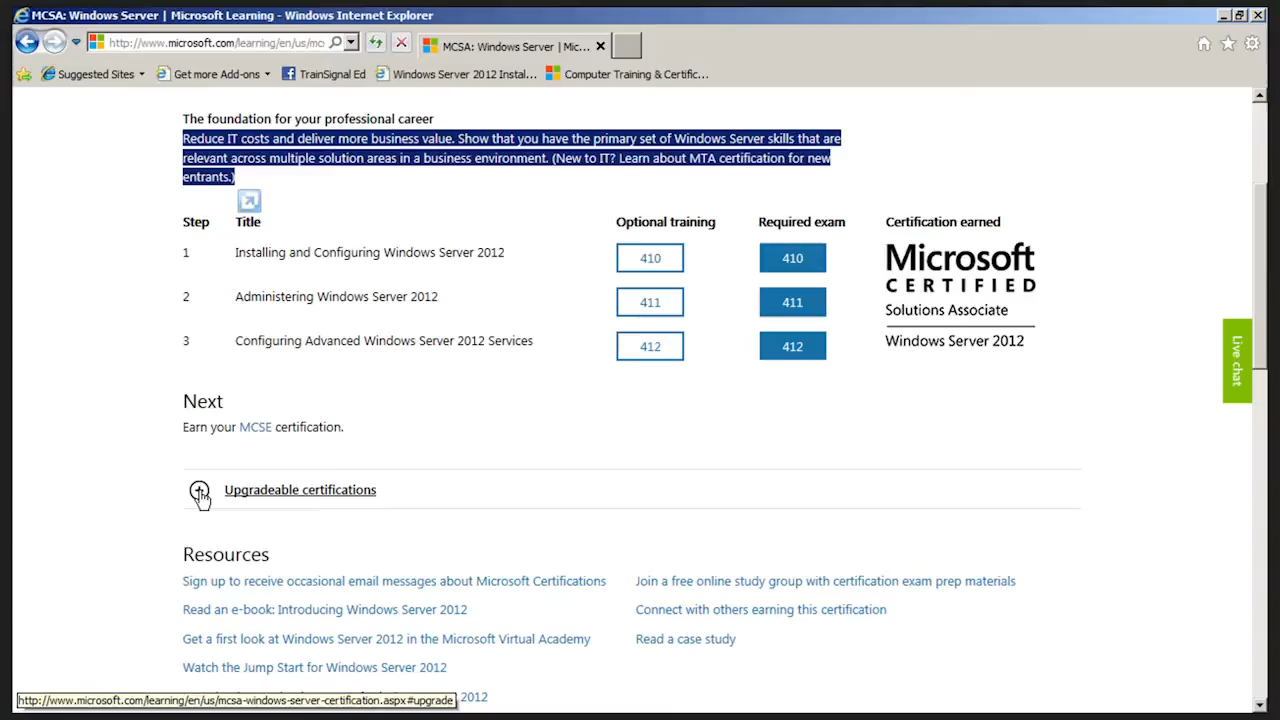 MCSA: Windows Server | Microsoft Learning - Windows Internet Explorer
http://www.microsoft.com/learning/en/us/mc
MCSA: Windows Server | Mic...
Suggested Sites
Get more Add-ons
TrainSignal Ed
Windows Server 2012 Instal...
Computer Training & Certific...
The foundation for your professional career
Reduce IT costs and deliver more business value. Show that you have the primary set of Windows Server skills that are
relevant across multiple solution areas in a business environment. (New to IT? Learn about MTA certification for new
entrants.)
Step Title Optional training Required exam Certification earned
1 Installing and Configuring Windows Server 2012 410 410
2 Administering Windows Server 2012 411 411
3 Configuring Advanced Windows Server 2012 Services 412 412
Microsoft
CERTIFIED
Solutions Associate
Windows Server 2012
Live chat
Next
Earn your MCSE certification.
Upgradeable certifications
Resources
Sign up to receive occasional email messages about Microsoft Certifications
Join a free online study group with certification exam prep materials
Read an e-book: Introducing Windows Server 2012
Connect with others earning this certification
Get a first look at Windows Server 2012 in the Microsoft Virtual Academy
Read a case study
Watch the Jump Start for Windows Server 2012
2012
http://www.microsoft.com/learning/en/us/mcsa-windows-server-certification.aspx#upgrade